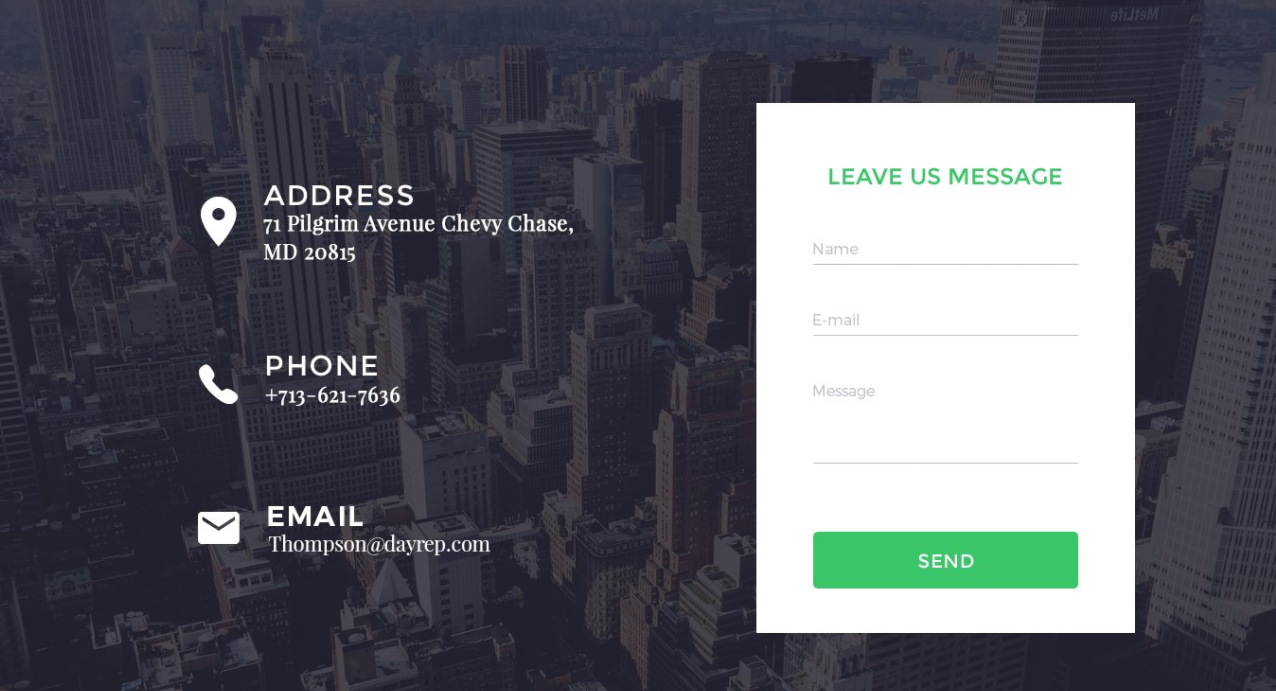 MetLife
ADDRESS
71 Pilgrim Avenue Chevy Chase,
MD 20815
PHONE
+713-621-7636
EMAIL
Thompson@dayrep.com
LEAVE US MESSAGE
Name
E-mail
Message
SEND